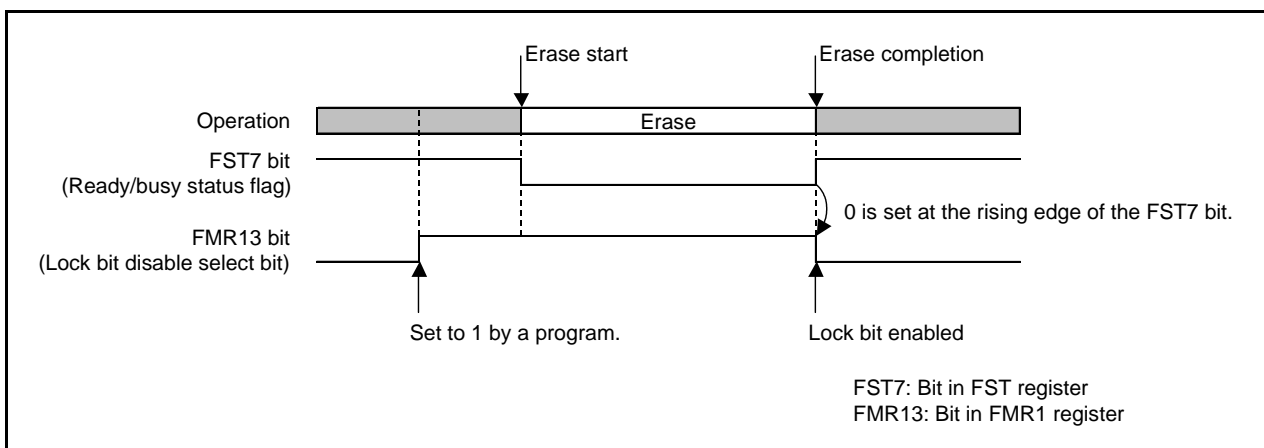 Erase start
Erase completion
Operation
Erase
FST7 bit
(Ready/busy status flag)
0 is set at the rising edge of the FST7 bit.
FMR13 bit
(Lock bit disable select bit)
Set to 1 by a program.
Lock bit enabled
FST7: Bit in FST register
FMR13: Bit in FMR1 register